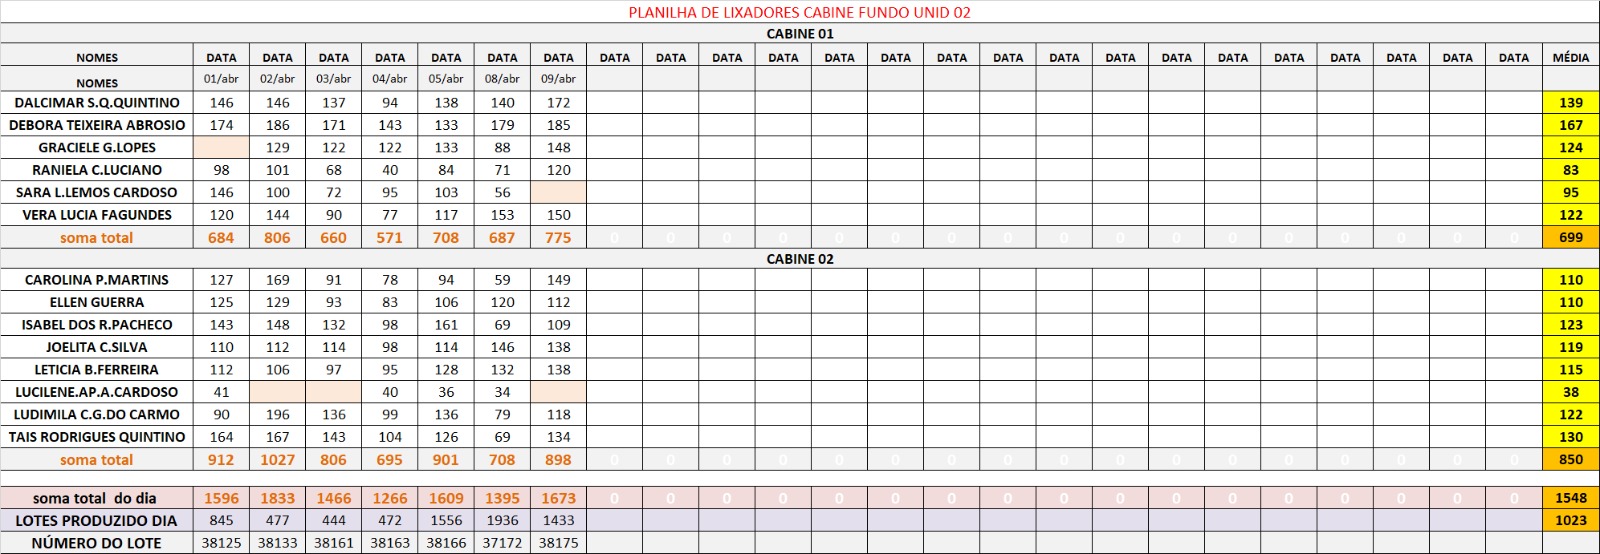 PLANILHA DE LIXADORES CABINE FUNDO UNID 02
CABINE 01
NOMES DATA DATA DATA DATA DATA DATA DATA DATA DATA DATA DATA DATA DATA DATA DATA DATA DATA DATA DATA DATA DATA DATA DATA DATA MÉDIA
NOMES 01/abr 02/abr 03/abr 04/abr 05/abr 08/abr 09/abr
DALCIMAR S.Q.QUINTINO 146 146 137 94 138 140 172 139
DEBORA TEIXEIRA ABROSIO 174 186 171 143 133 179 185 167
GRACIELE G.LOPES 129 122 122 133 88 148 124
RANIELA C.LUCIANO 98 101 68 40 84 71 120 83
SARA L.LEMOS CARDOSO 146 100 72 95 103 56 95
VERA LUCIA FAGUNDES 120 144 90 77 117 153 150 122
soma total 684 806 660 571 708 687 775 0 0 0 0 0 0 0 0 0 0 0 0 0 0 0 0 0 699
CABINE 02
CAROLINA P.MARTINS 127 169 91 78 94 59 149 110
ELLEN GUERRA 125 129 93 83 106 120 112 110
ISABEL DOS R.PACHECO 143 148 132 98 161 69 109 123
JOELITA C.SILVA 110 112 114 98 114 146 138 119
LETICIA B.FERREIRA 112 106 97 95 128 132 138 115
LUCILENE.AP.A.CARDOSO 41 40 36 34 38
LUDIMILA C.G.DO CARMO 90 196 136 99 136 79 118 122
TAIS RODRIGUES QUINTINO 164 167 143 104 126 69 134 130
soma total 912 1027 806 695 901 708 898 0 0 0 0 0 0 0 0 0 0 0 0 0 0 0 0 0 850
soma total do dia 1596 1833 1466 1266 1609 1395 1673 0 0 0 0 0 0 0 0 0 0 0 0 0 0 0 0 0 1548
LOTES PRODUZIDO DIA 845 477 444 472 1556 1936 1433 1023
NÚMERO DO LOTE 38125 38133 38161 38163 38166 37172 38175